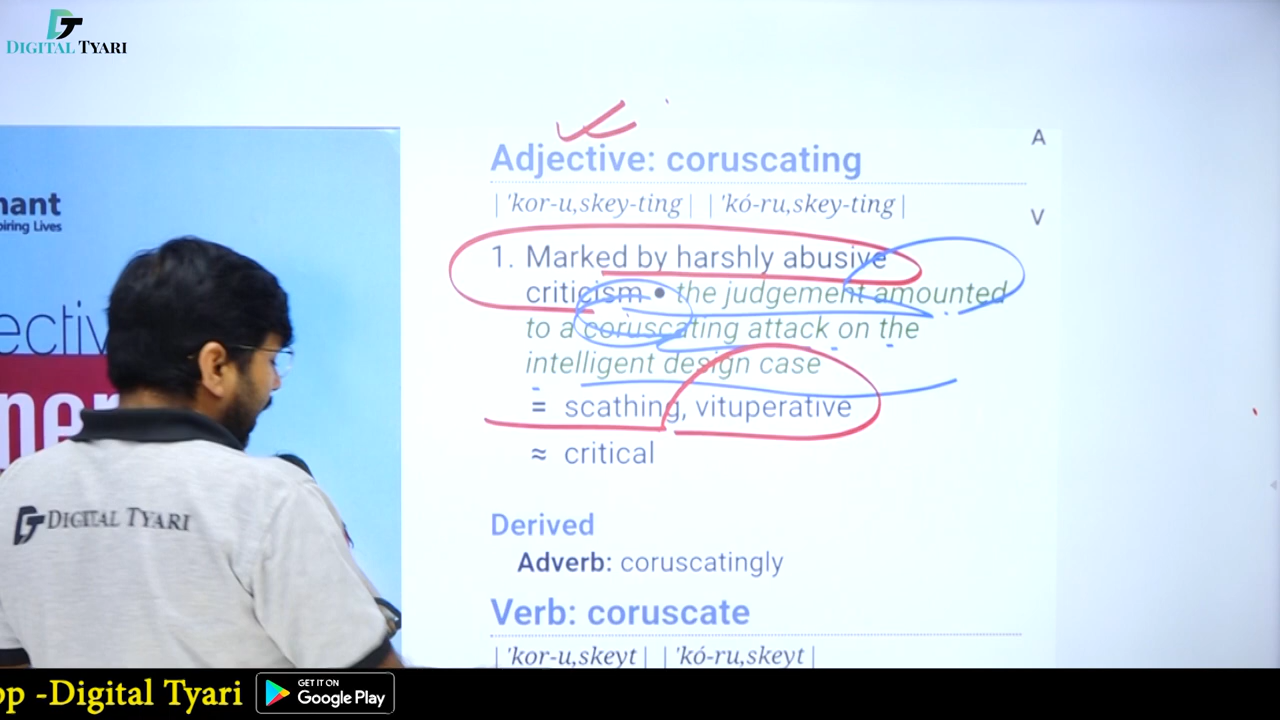 DIGITAL TYARI
nant
piring Lives
ectiv
ner
DIGITAL TYARI
A
V
Adjective: coruscating
|'kor-u,skey-ting| |'kó-ru,skey-ting|
1. Marked by harshly abusive
criticism • the judgement amounted
to a coruscating attack on the
intelligent design case
= scathing, vituperative
≈ critical
Derived
Adverb: coruscatingly
Verb: coruscate
|'kor-u,skeyt| |'kó-ru,skeyt|
op -Digital Tyari
GET IT ON
Google Play